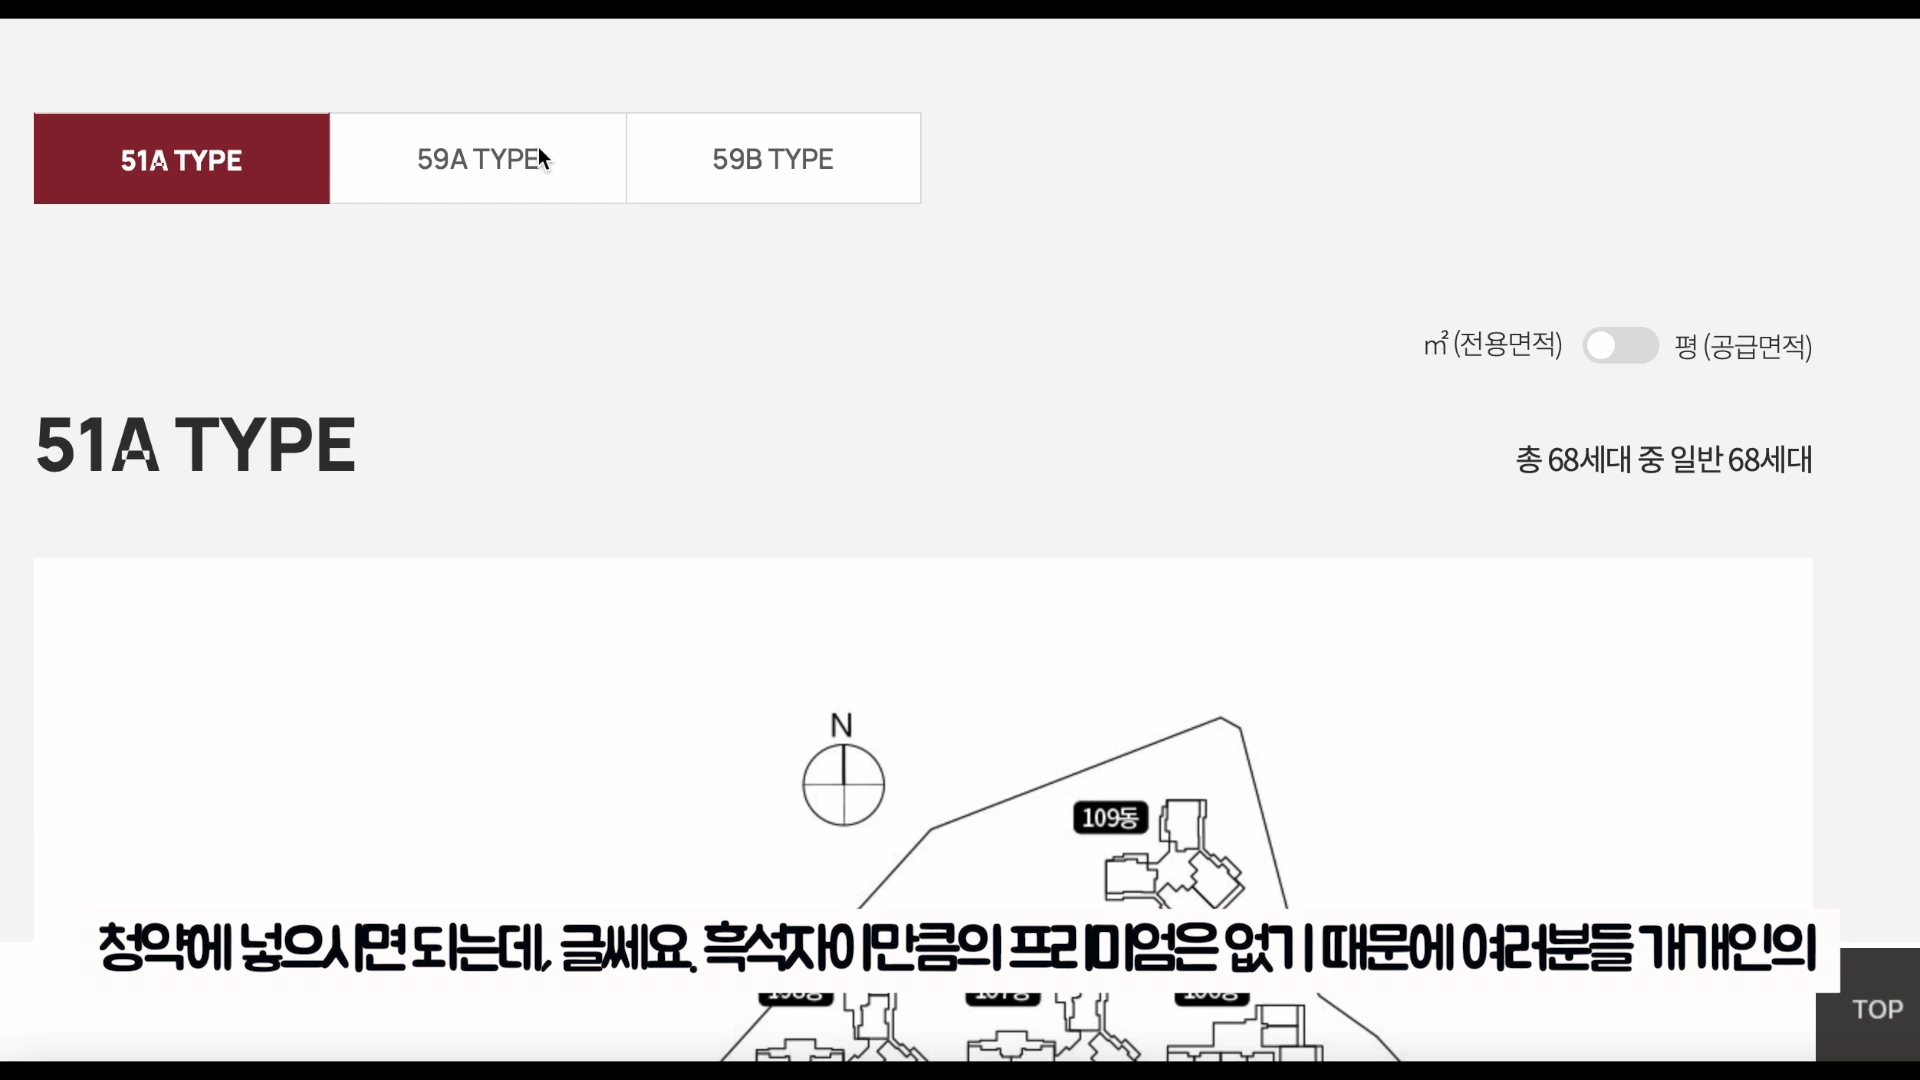 51A TYPE
59A TYPE
59B TYPE
㎡ (전용면적)
평 (공급면적)
51A TYPE
총 68세대 중 일반 68세대
N
109동
청약에 넣으시면 되는데, 글쎄요. 흑석자이만큼의 프리미엄은 없기 때문에 여러분들 개개인의
TOP